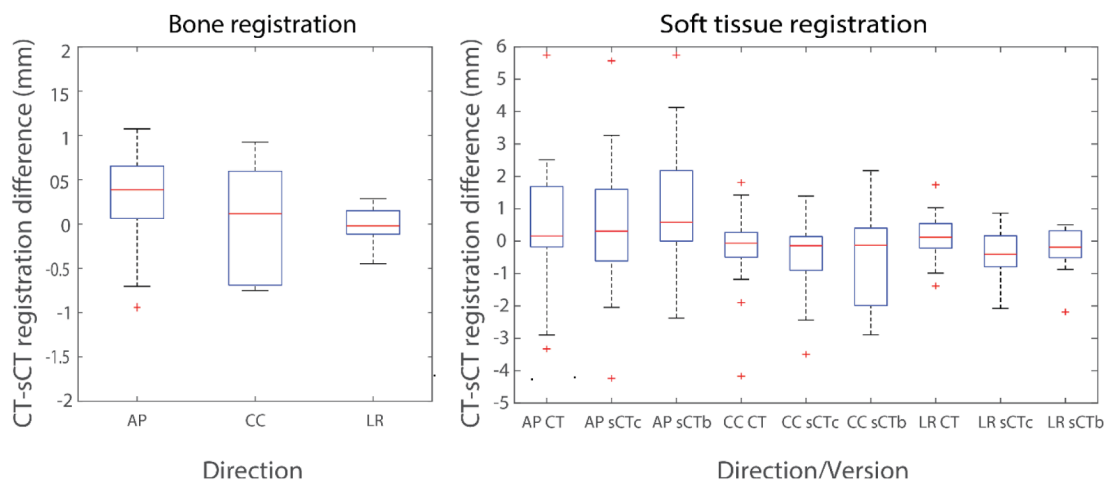 Bone registration
CT-sCT registration difference (mm)
2
15
1
05
0
-0.5
-1
-1.5
-2
AP CC LR
Direction
Soft tissue registration
CT-sCT registration difference (mm)
6
5
4
3
2
1
0
-1
-2
-3
-4
-5
AP CT AP sCTc AP sCTb CC CT CC sCTc CC sCTb LR CT LR sCTc LR sCTb
Direction/Version